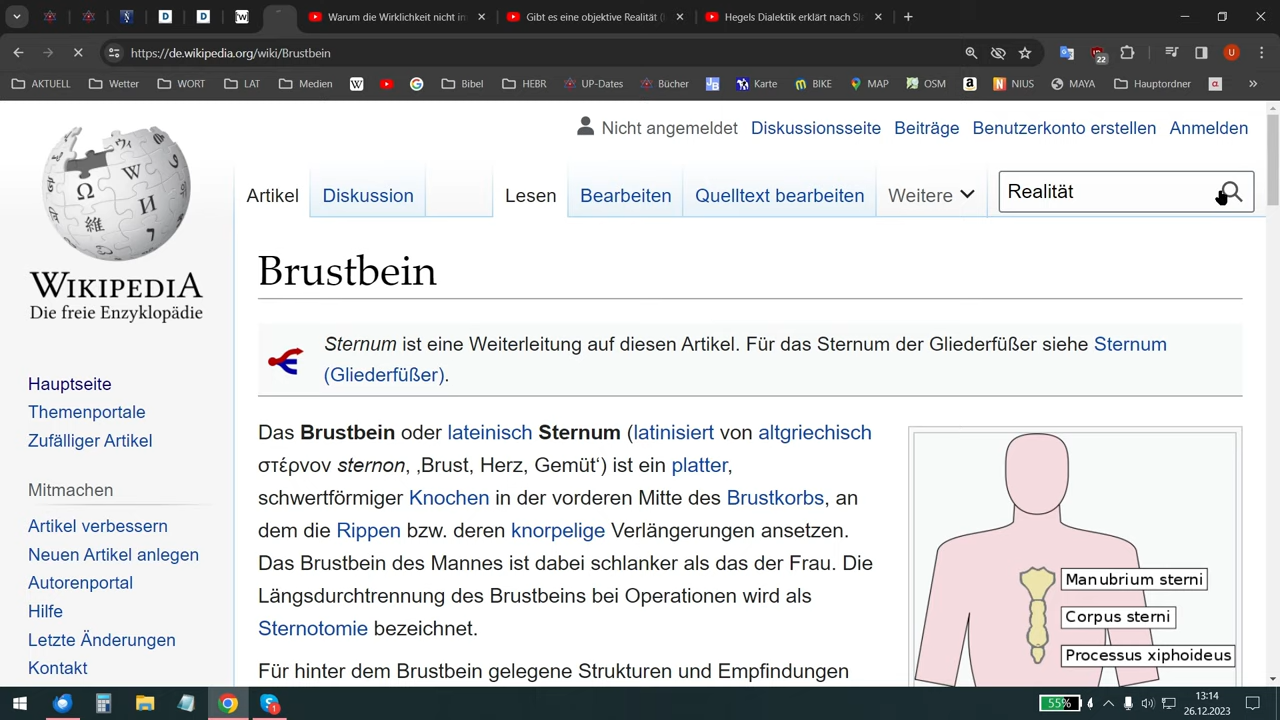 Warum die Wirklichkeit nicht in
Gibt es eine objektive Realität (
Hegels Dialektik erklärt nach Sl
https://de.wikipedia.org/wiki/Brustbein
22
U
AKTUELL
Wetter
WORT
LAT
Medien
Bibel
HEBR
UP-Dates
Bücher
Karte
BIKE
MAP
OSM
NIUS
MAYA
Hauptordner
Nicht angemeldet Diskussionsseite Beiträge Benutzerkonto erstellen Anmelden
Artikel Diskussion Lesen Bearbeiten Quelltext bearbeiten Weitere Realität
WIKIPEDIA
Die freie Enzyklopädie
Hauptseite
Themenportale
Zufälliger Artikel
Mitmachen
Artikel verbessern
Neuen Artikel anlegen
Autorenportal
Hilfe
Letzte Änderungen
Kontakt
Brustbein
Sternum ist eine Weiterleitung auf diesen Artikel. Für das Sternum der Gliederfüßer siehe Sternum
(Gliederfüßer).
Das Brustbein oder lateinisch Sternum (latinisiert von altgriechisch
στέρνον sternon, ‚Brust, Herz, Gemüt‘) ist ein platter,
schwertförmiger Knochen in der vorderen Mitte des Brustkorbs, an
dem die Rippen bzw. deren knorpelige Verlängerungen ansetzen.
Das Brustbein des Mannes ist dabei schlanker als das der Frau. Die
Längsdurchtrennung des Brustbeins bei Operationen wird als
Sternotomie bezeichnet.
Für hinter dem Brustbein gelegene Strukturen und Empfindungen
Manubrium sterni
Corpus sterni
Processus xiphoideus
55%
13:14
26.12.2023